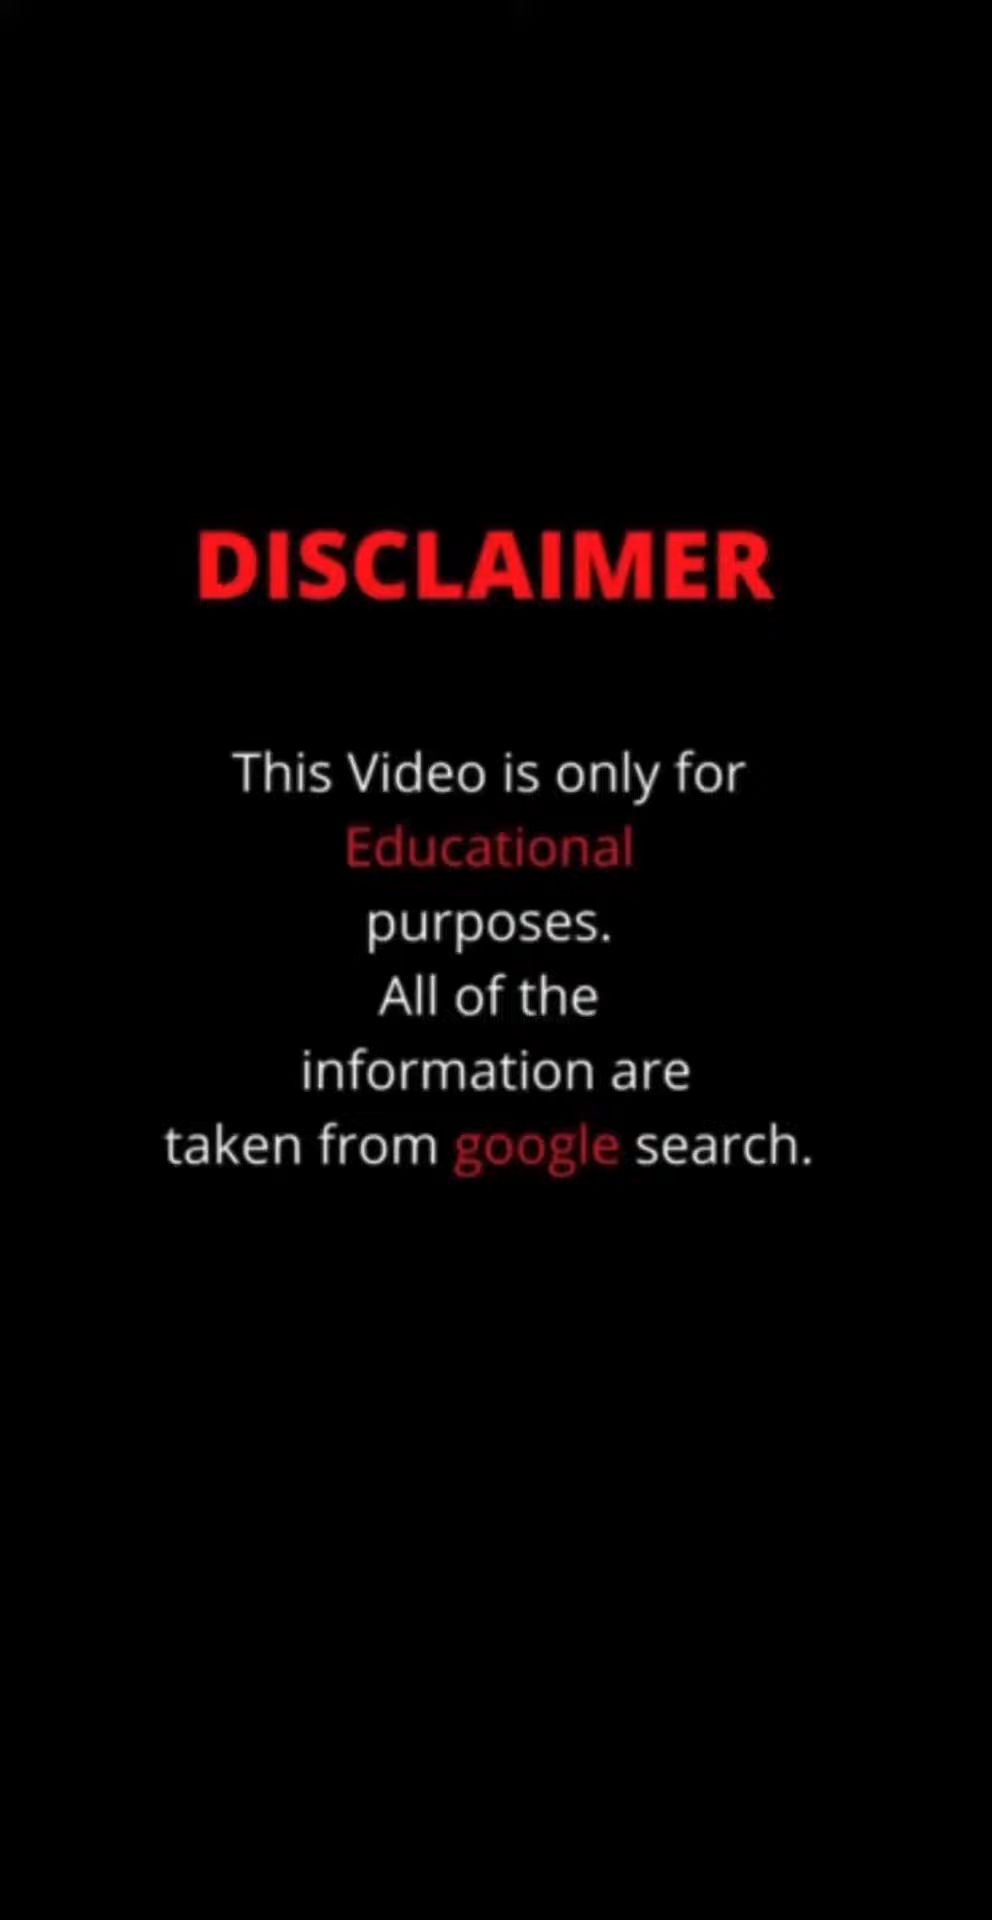 DISCLAIMER
This Video is only for
Educational
purposes.
All of the
information are
taken from google search.